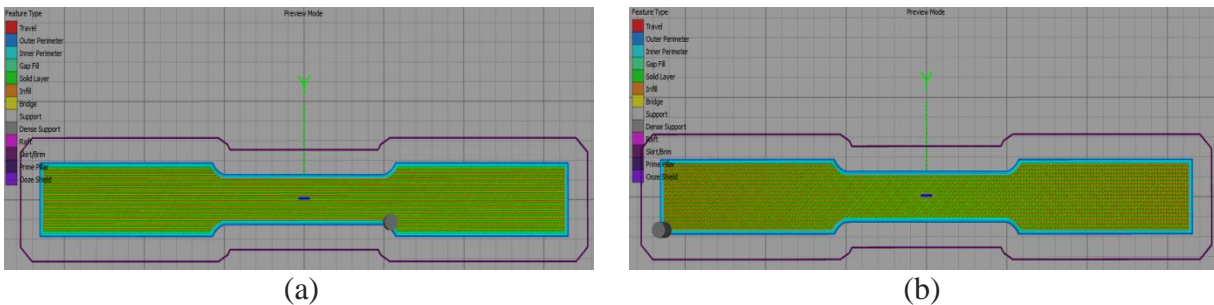 Feature Type
Preview Mode
Travel
Outer Perimeter
Inner Perimeter
Gap Fill
Solid Layer
Infill
Bridge
Support
Dense Support
Raft
Skirt/Brim
Prime Pillar
Ooze Shield
(a)
Feature Type
Preview Mode
Travel
Outer Perimeter
Inner Perimeter
Gap Fill
Solid Layer
Infill
Bridge
Support
Dense Support
Raft
Skirt/Brim
Prime Pillar
Ooze Shield
(b)